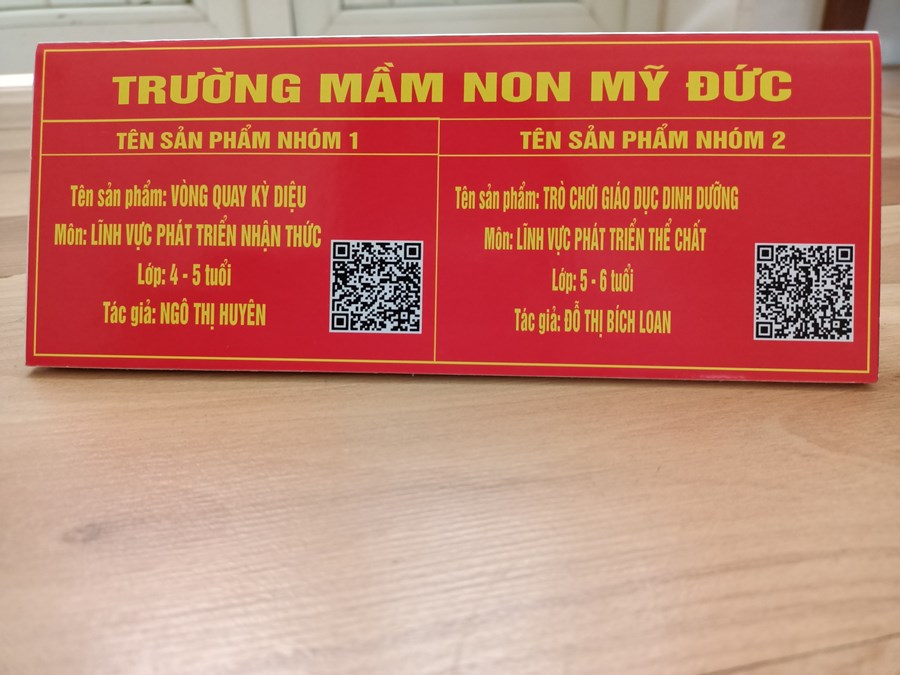 TRƯỜNG MẦM NON MỸ ĐỨC
TÊN SẢN PHẨM NHÓM 1
Tên sản phẩm: VÒNG QUAY KỲ DIỆU
Môn: LĨNH VỰC PHÁT TRIỂN NHẬN THỨC
Lớp: 4 - 5 tuổi
Tác giả: NGÔ THỊ HUYÊN
TÊN SẢN PHẨM NHÓM 2
Tên sản phẩm: TRÒ CHƠI GIÁO DỤC DINH DƯỠNG
Môn: LĨNH VỰC PHÁT TRIỂN THỂ CHẤT
Lớp: 5 - 6 tuổi
Tác giả: ĐỖ THỊ BÍCH LOAN